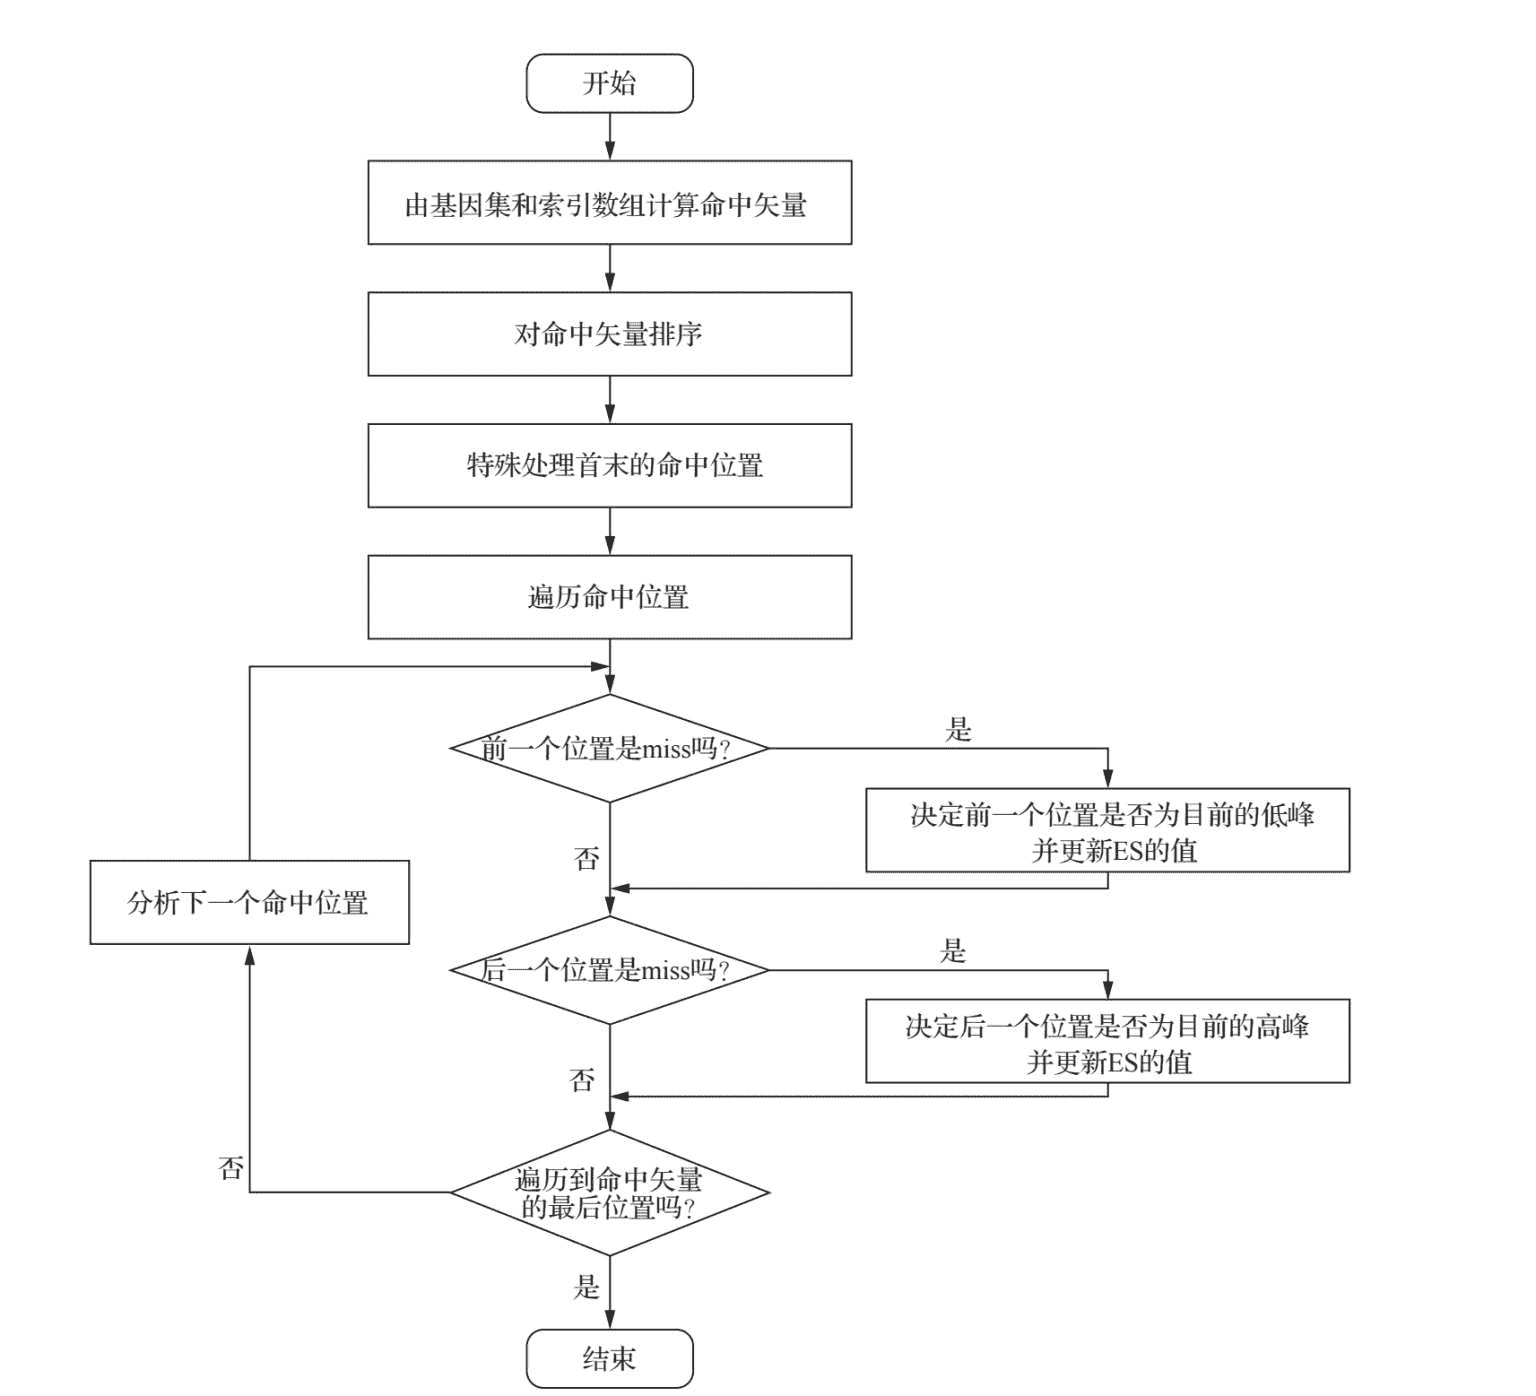 开始
由基因集和索引数组计算命中矢量
对命中矢量排序
特殊处理首末的命中位置
遍历命中位置
前一个位置是miss吗?
是
决定前一个位置是否为目前的低峰
并更新ES的值
否
分析下一个命中位置
后一个位置是miss吗?
是
决定后一个位置是否为目前的高峰
并更新ES的值
否
遍历到命中矢量
的最后位置吗?
否
是
结束